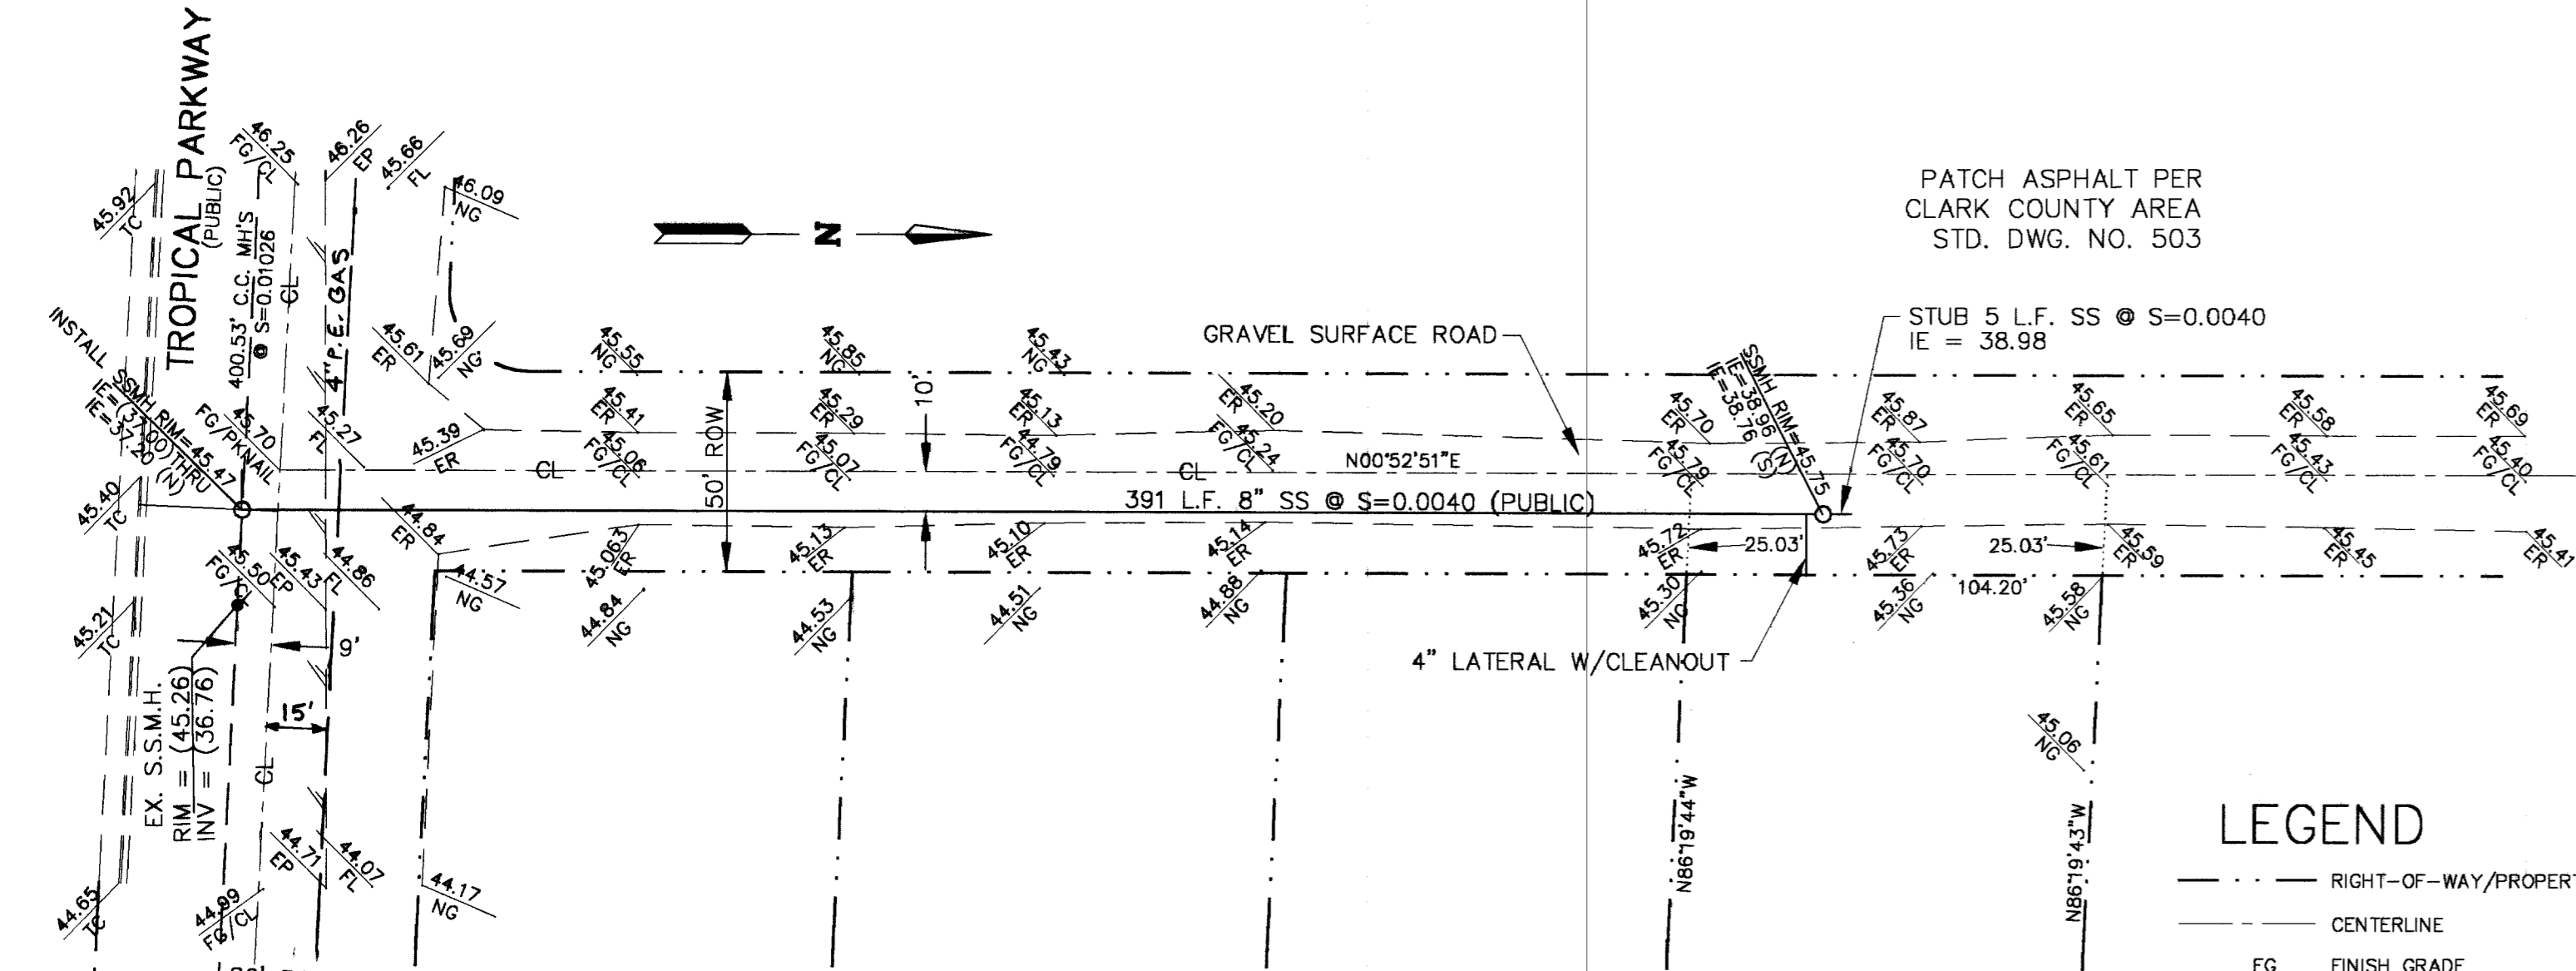 TROPICAL PARKWAY
(PUBLIC)
400.53' C.C. MH'S
@ S=0.01026
CL
4" P.E. GAS
46.25
FG/CL
46.26
EP
45.66
FL
46.09
NG
45.92
TC
INSTALL
SSMH RIM=45.47
IE=(37.00)THRU
IE=37.20 (N)
FG/PKNAIL
45.70
45.27
FL
45.61
ER
45.69
NG
45.39
ER
45.40
TC
44.84
ER
45.50
FG/CL
45.43
EP
44.86
FL
44.57
NG
45.21
TC
9'
15'
EX. S.S.M.H.
RIM = (45.26)
INV = (36.76)
CL
44.71
EP
44.07
FL
44.17
NG
44.65
TC
44.99
FG/CL
N
PATCH ASPHALT PER
CLARK COUNTY AREA
STD. DWG. NO. 503
GRAVEL SURFACE ROAD
STUB 5 L.F. SS @ S=0.0040
IE = 38.98
SSMH RIM=45.75
IE=38.96 (N)
IE=38.76 (S)
45.55
NG
45.85
NG
45.43
NG
50' ROW
10'
45.41
ER
45.29
ER
45.13
ER
45.20
ER
45.70
ER
45.87
ER
45.65
ER
45.58
ER
45.69
ER
CL
45.06
FG/CL
45.07
FG/CL
44.79
FG/CL
CL
45.24
FG/CL
N00°52'51"E
45.79
FG/CL
45.70
FG/CL
45.61
FG/CL
45.43
FG/CL
45.40
FG/CL
391 L.F. 8" SS @ S=0.0040 (PUBLIC)
45.063
ER
45.13
ER
45.10
ER
45.14
ER
45.72
ER
25.03'
45.73
ER
25.03'
45.59
ER
45.45
ER
45.41
ER
44.84
NG
44.53
NG
44.51
NG
44.88
NG
45.30
NG
45.36
NG
104.20'
45.58
NG
4" LATERAL W/CLEANOUT
45.06
NG
N86°19'44"W
N86°19'43"W
LEGEND
RIGHT-OF-WAY/PROPERT
CENTERLINE
FG FINISH GRADE